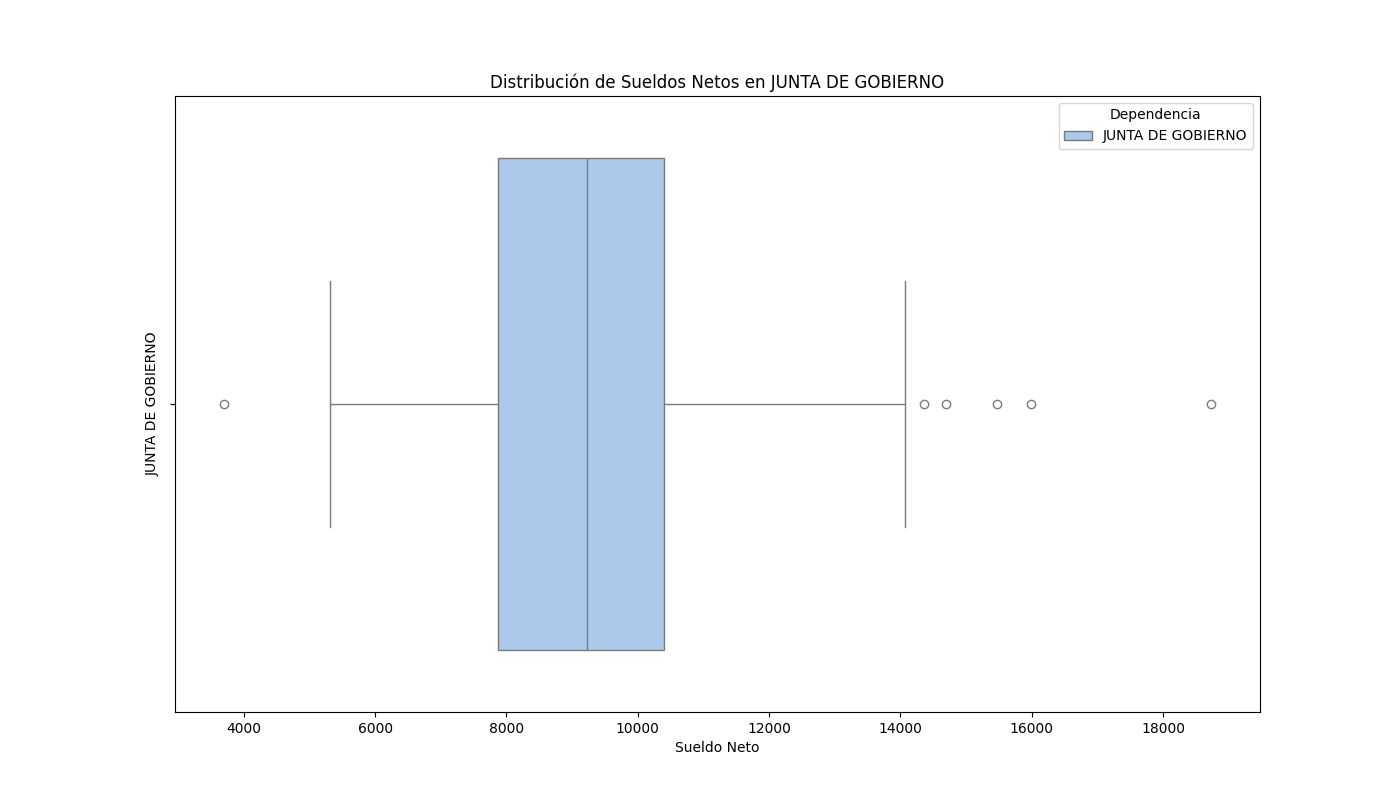 Distribución de Sueldos Netos en JUNTA DE GOBIERNO
Dependencia
JUNTA DE GOBIERNO
JUNTA DE GOBIERNO
4000 6000 8000 10000 12000 14000 16000 18000
Sueldo Neto